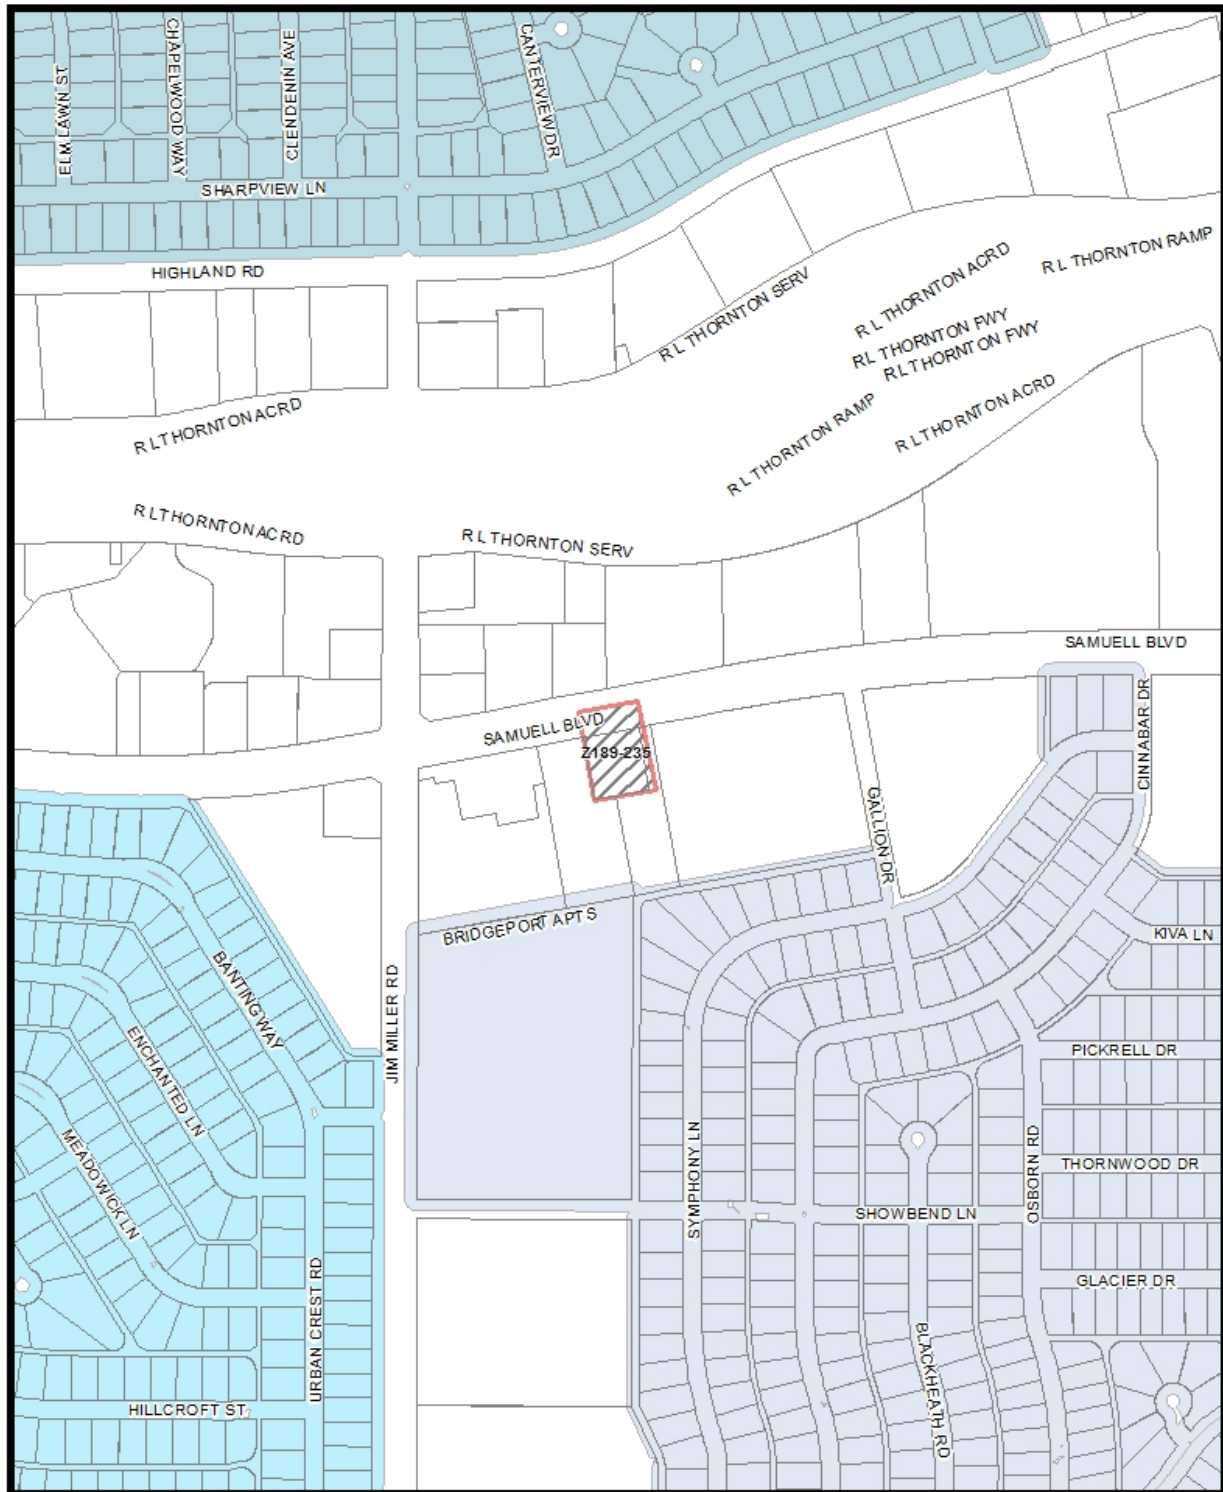 ELM LAWN ST
CHAPELWOOD WAY
CLENDENIN AVE
CANTERVIEW DR
SHARPVIEW LN
HIGHLAND RD
R L THORNTON SERV
R L THORNTON ACRD
R L THORNTON RAMP
R L THORNTON FWY
R L THORNTON FWY
R L THORNTON ACRD
R L THORNTON RAMP
R L THORNTON ACRD
R L THORNTON ACRD
R L THORNTON SERV
SAMUELL BLVD
SAMUELL BLVD
Z189-235
CINNABAR DR
GALLION DR
BRIDGEPORT APTS
KIVA LN
BANTING WAY
JIM MILLER RD
ENCHANTED LN
PICKRELL DR
MEADOWICK LN
SYMPHONY LN
OSBORN RD
THORNWOOD DR
SHOWBEND LN
URBAN CREST RD
GLACIER DR
BLACKHEATH RD
HILLCROFT ST